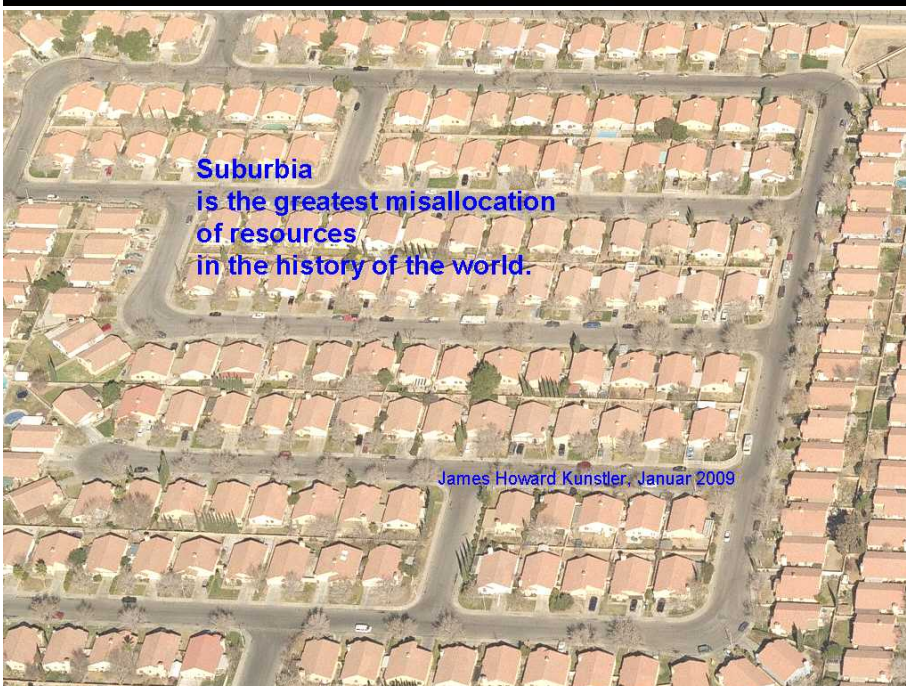 Suburbia
is the greatest misallocation
of resources
in the history of the world.
James Howard Kunstler, Januar 2009